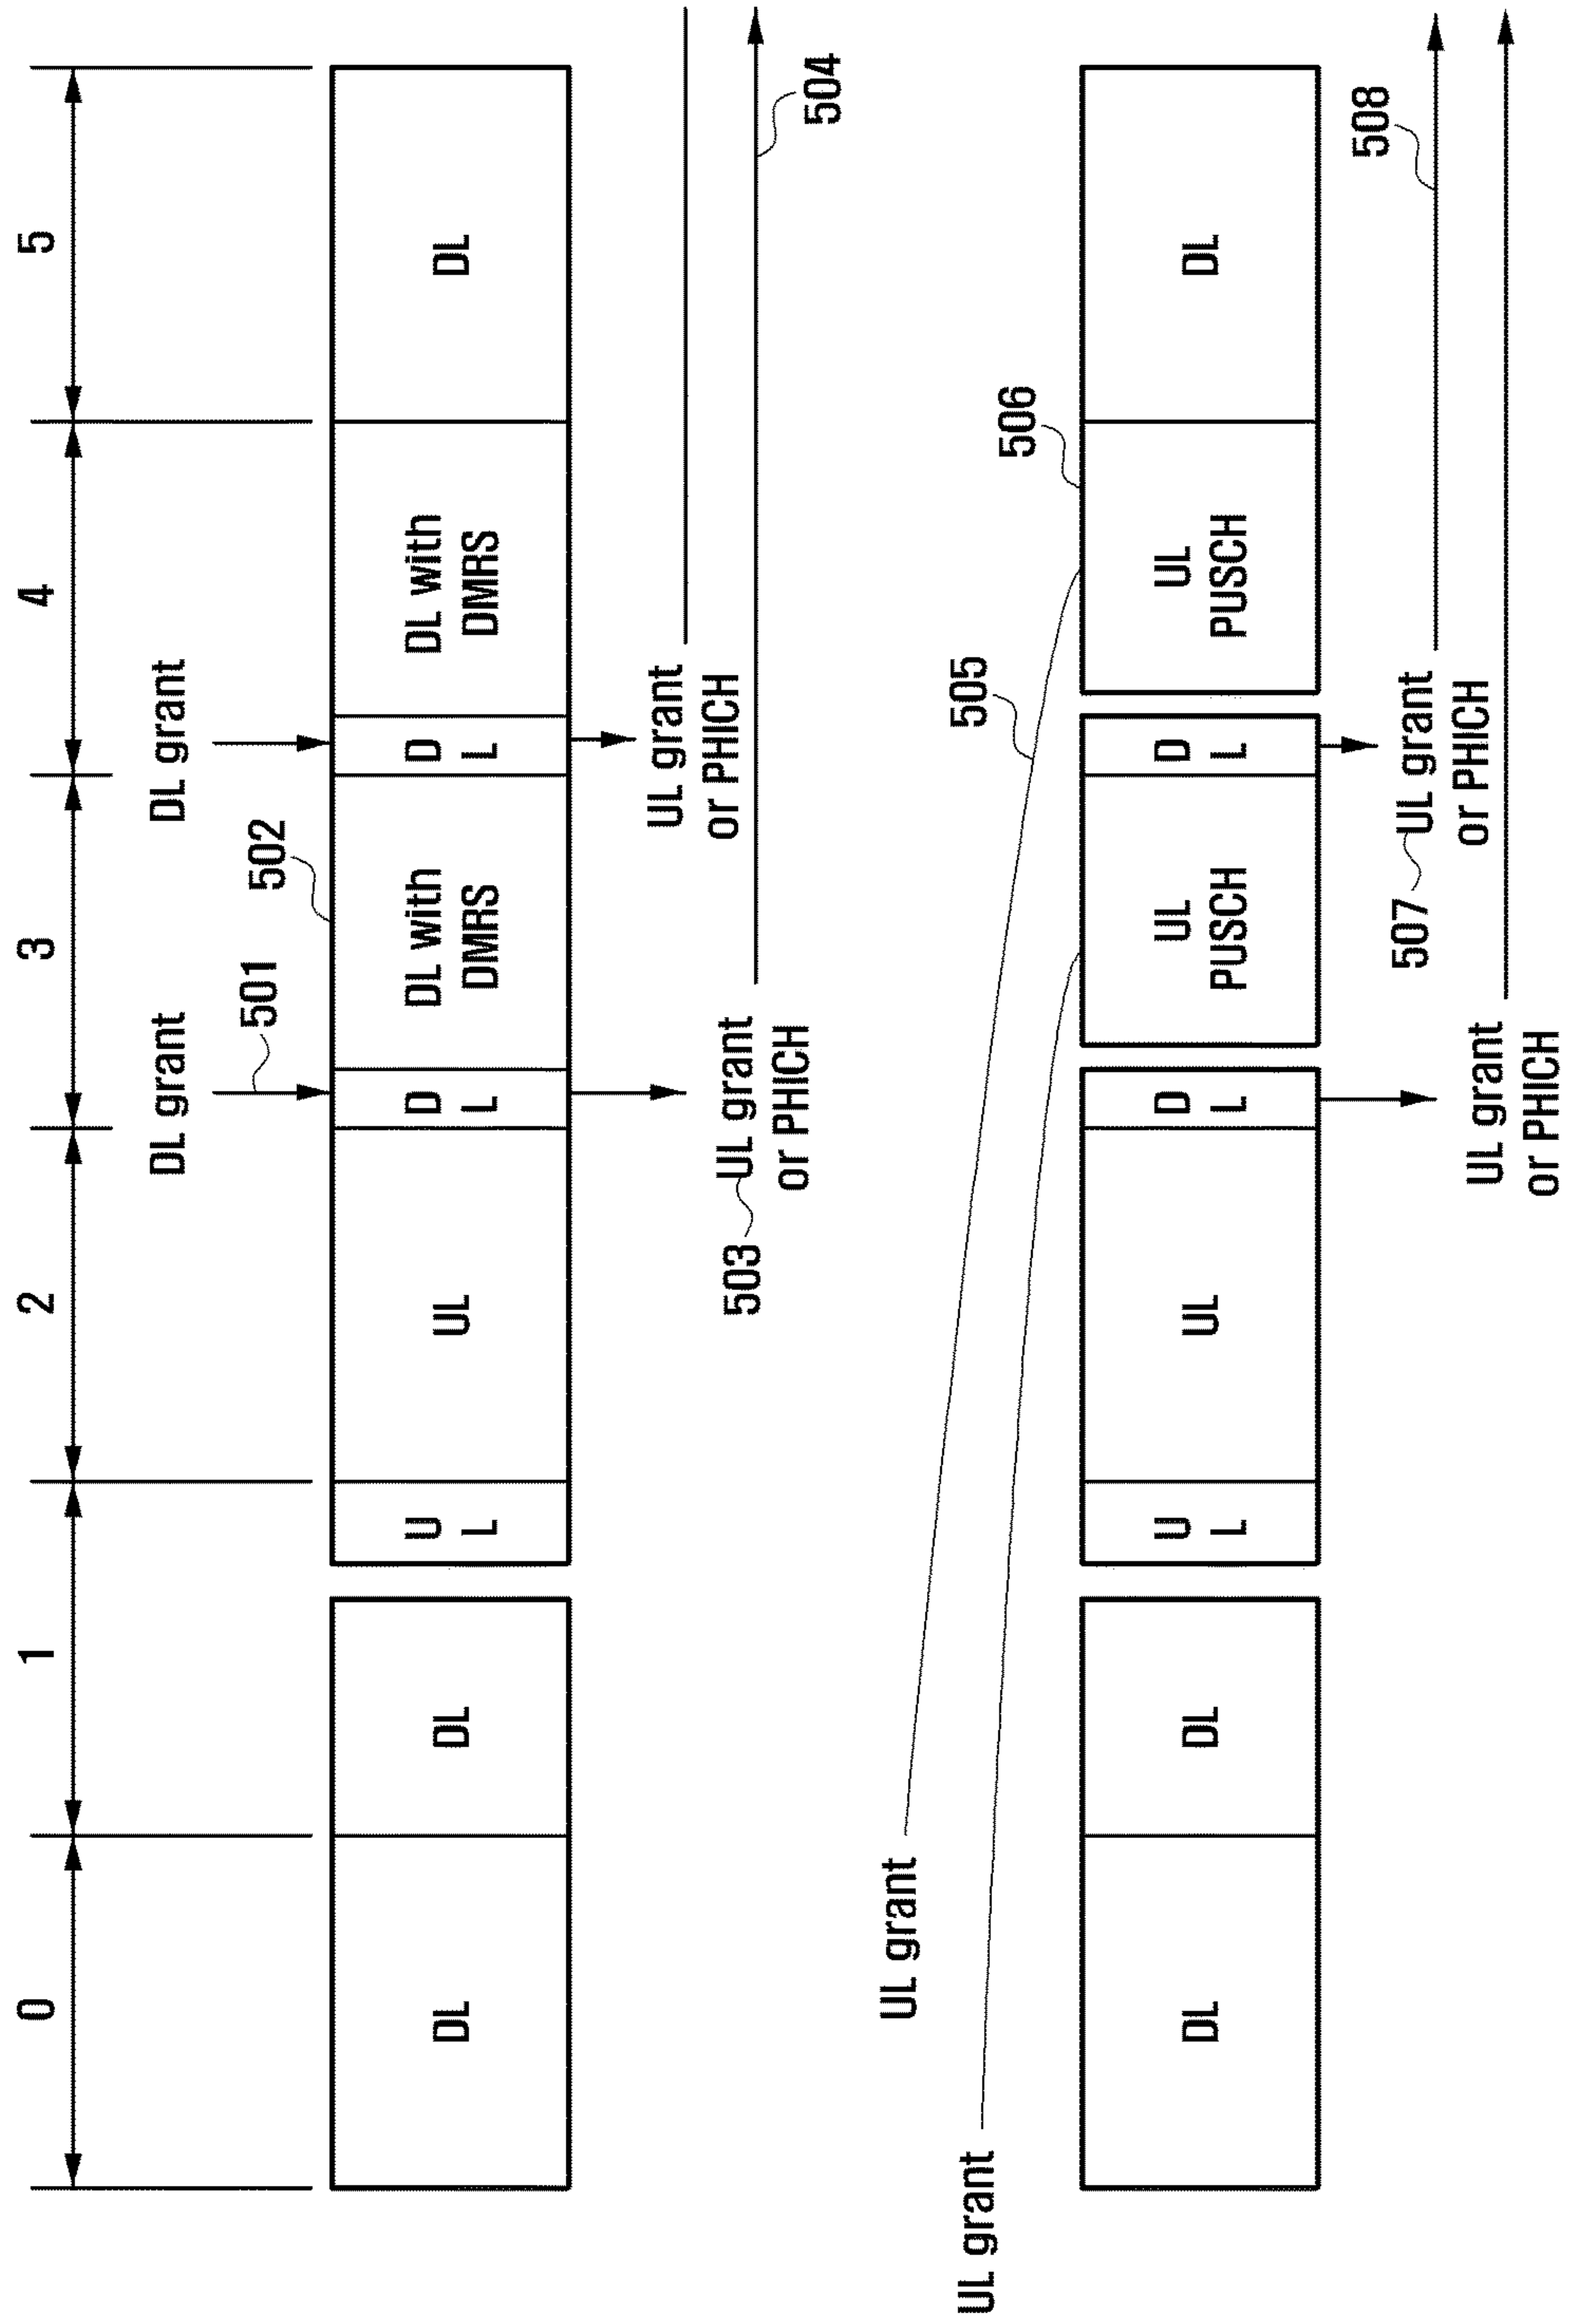 0 1 2 3 4 5
DL grant DL grant
501 502
DL DL U
L UL D
L DL with
DMRS D
L DL with
DMRS DL
UL grant
or PHICH
503 UL grant
or PHICH
504
UL grant
UL grant
505 506
DL DL U
L UL D
L UL
PUSCH D
L UL
PUSCH DL
508
507 UL grant
or PHICH
UL grant
or PHICH